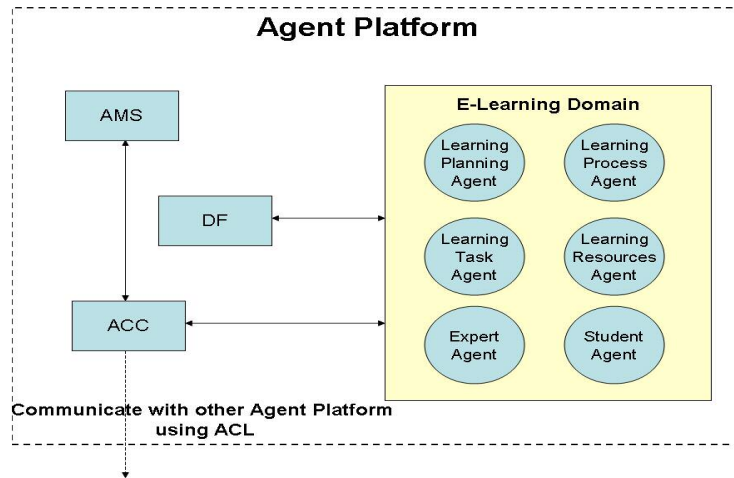 Agent Platform
AMS
DF
ACC
E-Learning Domain
Learning
Planning
Agent
Learning
Process
Agent
Learning
Task
Agent
Learning
Resources
Agent
Expert
Agent
Student
Agent
Communicate with other Agent Platform
using ACL